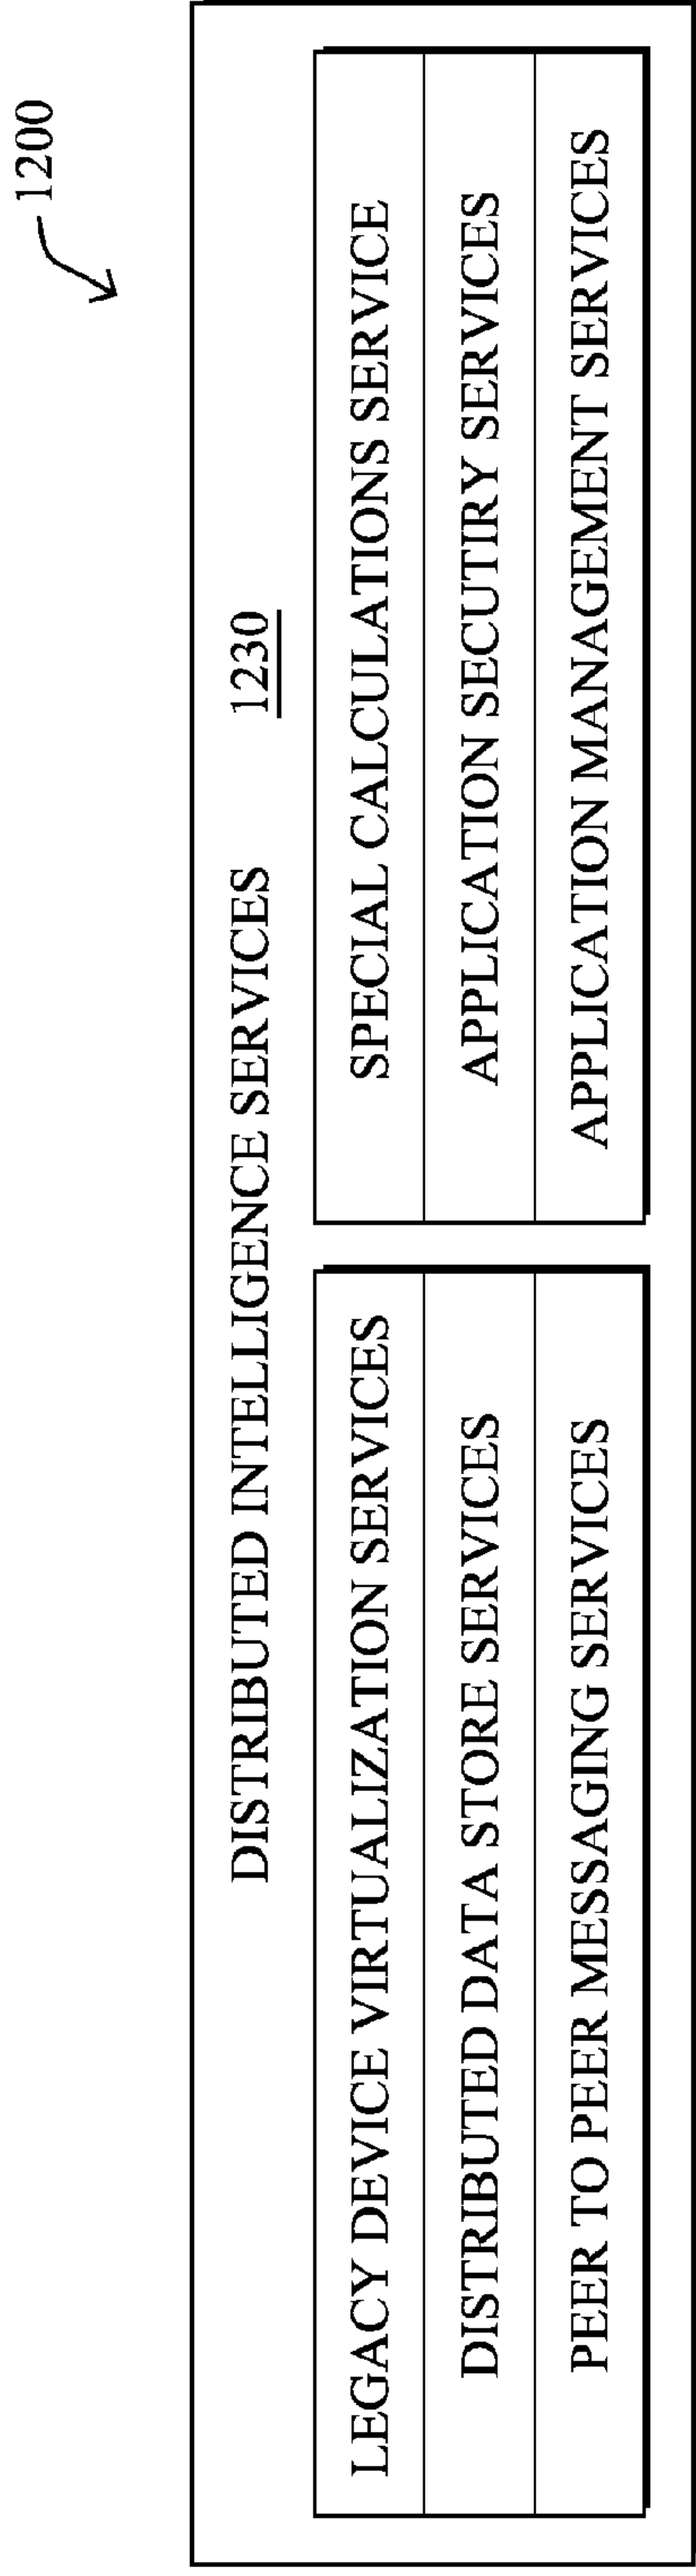 1200
DISTRIBUTED INTELLIGENCE SERVICES 1230
LEGACY DEVICE VIRTUALIZATION SERVICES
DISTRIBUTED DATA STORE SERVICES
PEER TO PEER MESSAGING SERVICES
SPECIAL CALCULATIONS SERVICE
APPLICATION SECUTIRY SERVICES
APPLICATION MANAGEMENT SERVICES